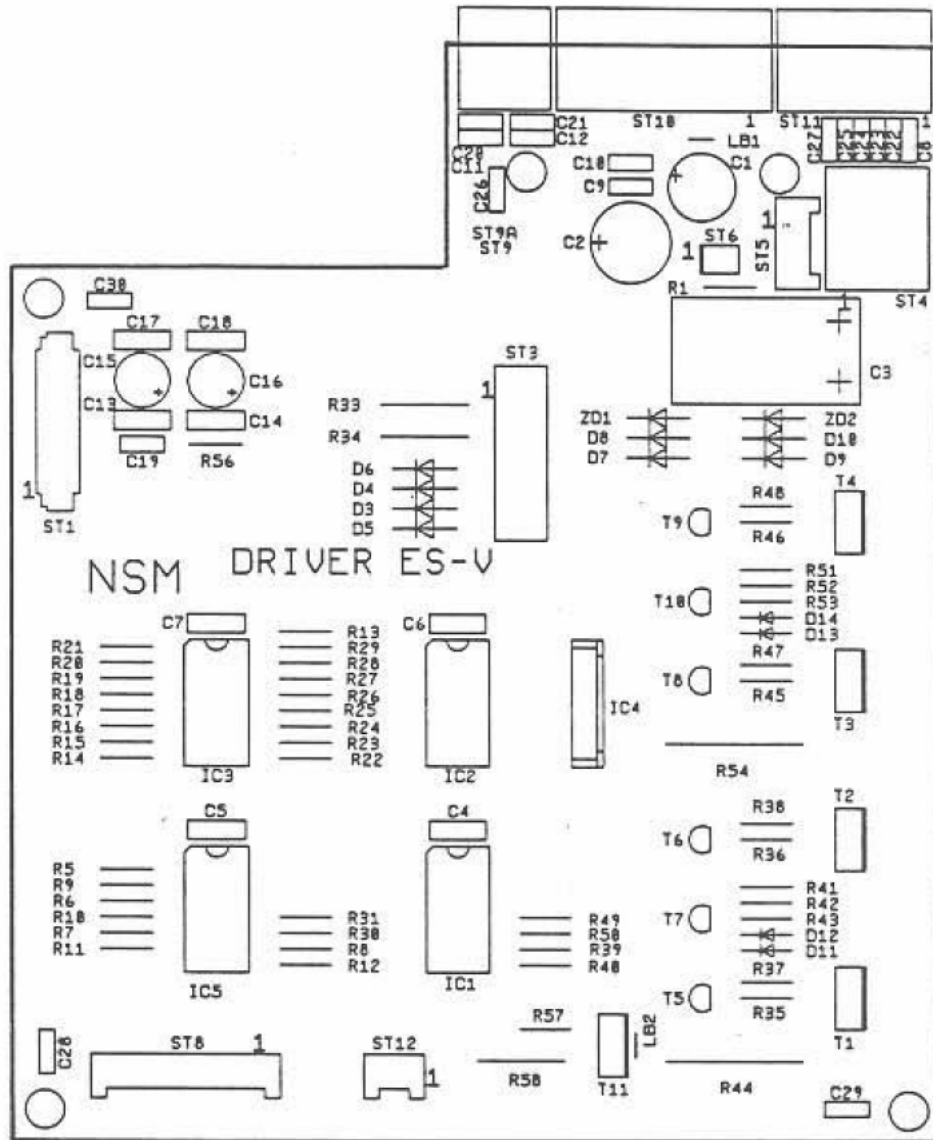 ST10 1 ST11 1
C21
C12
C20
C11
C26
C10
C9
LB1
C1
C27 C25 C24 C23 C22 C8
ST9A
ST9
C2
1 ST6
1 ST5
R1
ST4
C30
C17 C18
C15 C16
C13 C14
C19 R56
1
ST1
ST3
1
R33
R34
1
C3
ZD1 ZD2
D8 D10
D7 D9
D6
D4
D3
D5
T4
R48
T9
R46
NSM DRIVER ES-V
R51
R52
T10
R53
D14
D13
C7 C6
R13
R21 R29
R20 R28
R19 R27
R18 R26
R17 R25
R16 R24
R15 R23
R14 R22
IC3 IC2
IC4
R47
T8
R45
T3
R54
C5 C4
T2
R38
T6
R36
R5
R9
R6
R10
R7
R11
R31
R30
R8
R12
R49
R50
R39
R40
IC5 IC1
R41
R42
T7
R43
D12
D11
R37
T5
R35
T1
C28
ST8 1
ST12
1
R57
R58
T11
LB2
R44
C29